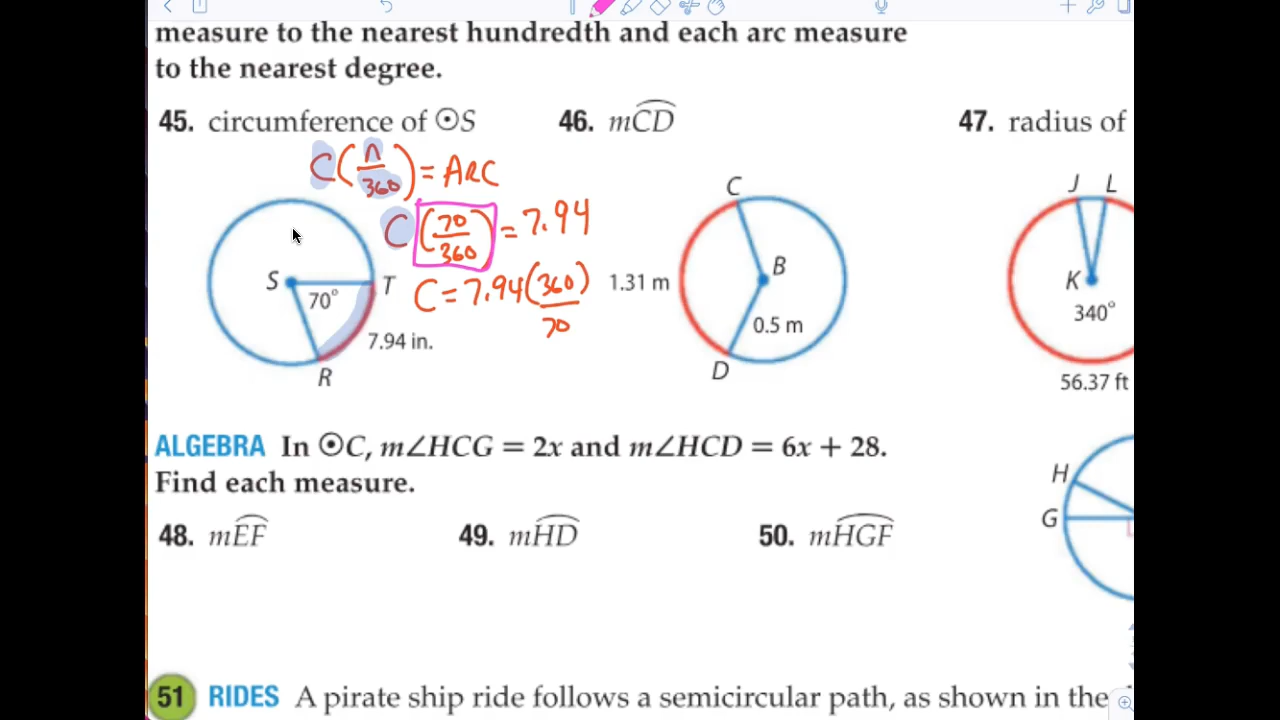 measure to the nearest hundredth and each arc measure
to the nearest degree.
45. circumference of ⊙S
46. mCD
47. radius of
C(n/360) = ARC
C(70/360) = 7.94
C = 7.94(360/70)
S
T
70°
7.94 in.
R
C
B
1.31 m
0.5 m
D
J L
K
340°
56.37 ft
ALGEBRA In ⊙C, m∠HCG = 2x and m∠HCD = 6x + 28.
Find each measure.
H
G
48. mEF
49. mHD
50. mHGF
51 RIDES A pirate ship ride follows a semicircular path, as shown in the